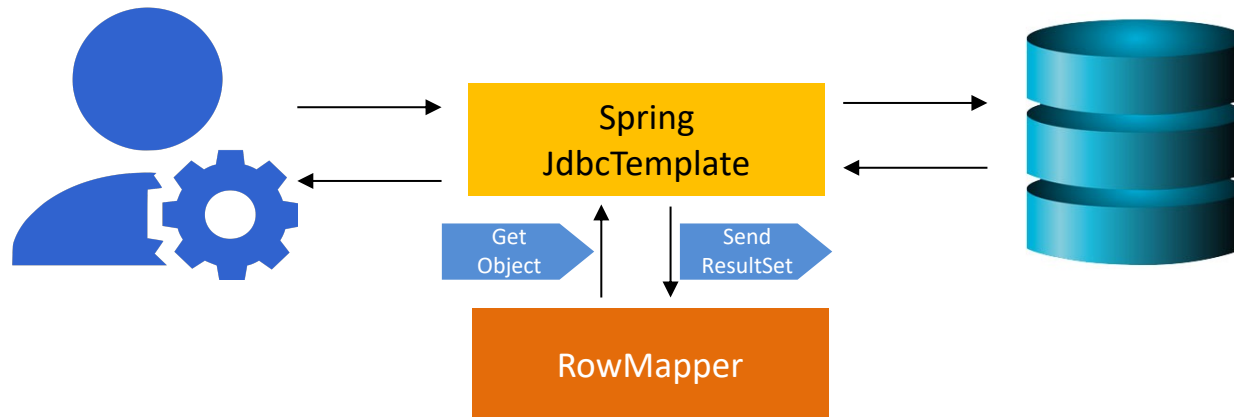 Spring
JdbcTemplate
Get
Object
Send
ResultSet
RowMapper